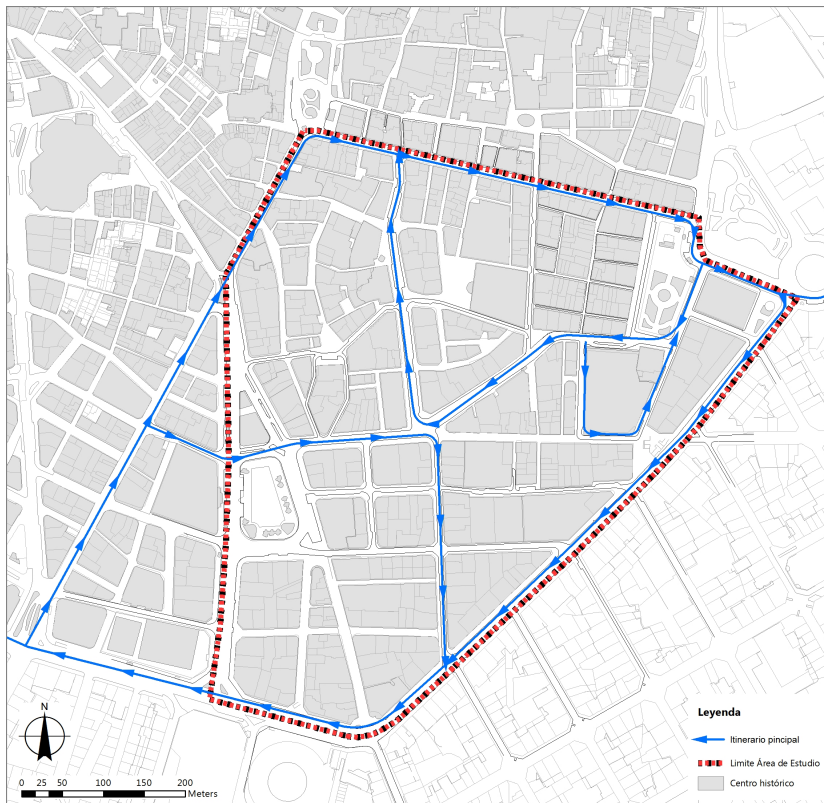 N
0 25 50 100 150 200
Meters
Leyenda
Itinerario pincipal
Limite Área de Estudio
Centro histórico